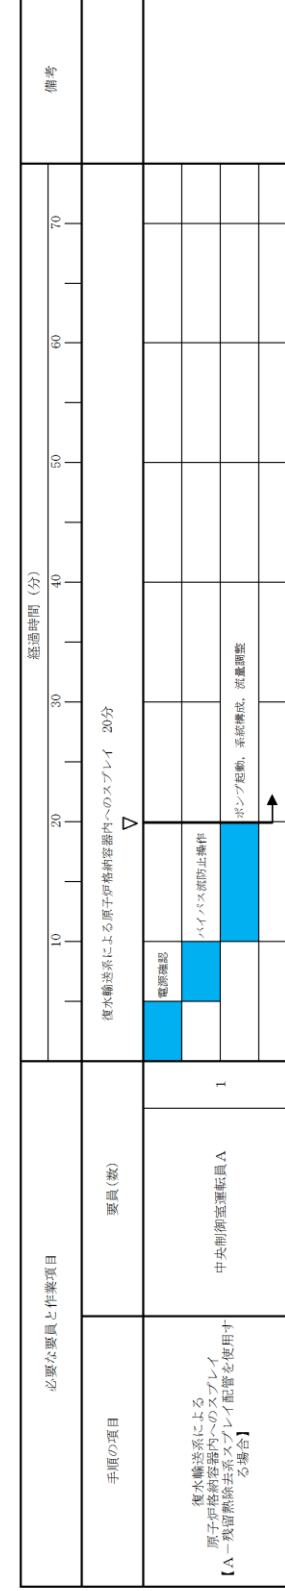 必要な要員と作業項目
経過時間（分）
備考
10 20 30 40 50 60 70
手順の項目
要員(数)
復水輸送系による原子炉格納容器内へのスプレイ 20分
▽
復水輸送系による
原子炉格納容器内へのスプレイ
【A－残留熱除去系スプレイ配管を使用す
る場合】
中央制御室運転員A
1
電源確認
バイパス流防止操作
ポンプ起動，系統構成，流量調整